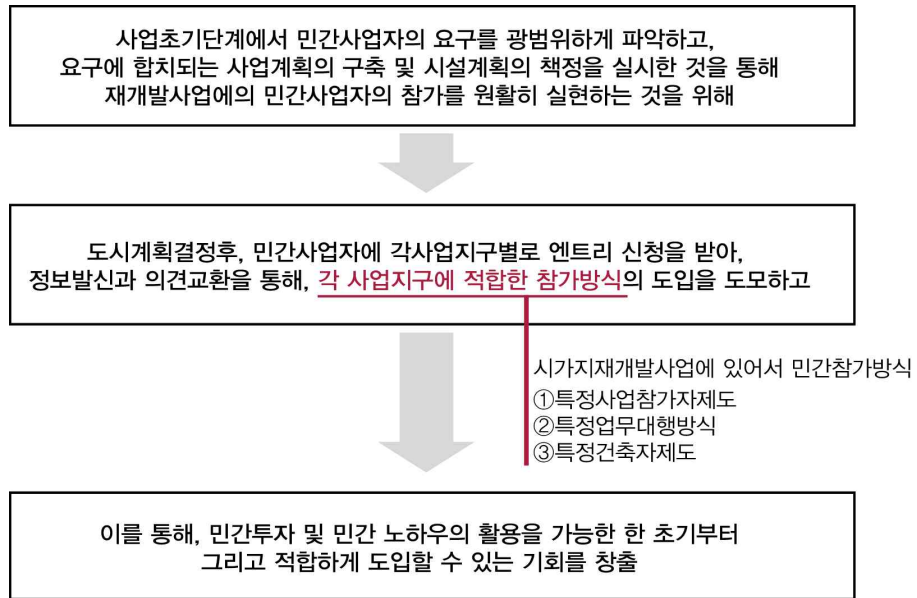 사업초기단계에서 민간사업자의 요구를 광범위하게 파악하고,
요구에 합치되는 사업계획의 구축 및 시설계획의 책정을 실시한 것을 통해
재개발사업에의 민간사업자의 참가를 원활히 실현하는 것을 위해
도시계획결정후, 민간사업자에 각사업지구별로 엔트리 신청을 받아,
정보발신과 의견교환을 통해, 각 사업지구에 적합한 참가방식의 도입을 도모하고
시가지재개발사업에 있어서 민간참가방식
①특정사업참가자제도
②특정업무대행방식
③특정건축자제도
이를 통해, 민간투자 및 민간 노하우의 활용을 가능한 한 초기부터
그리고 적합하게 도입할 수 있는 기회를 창출